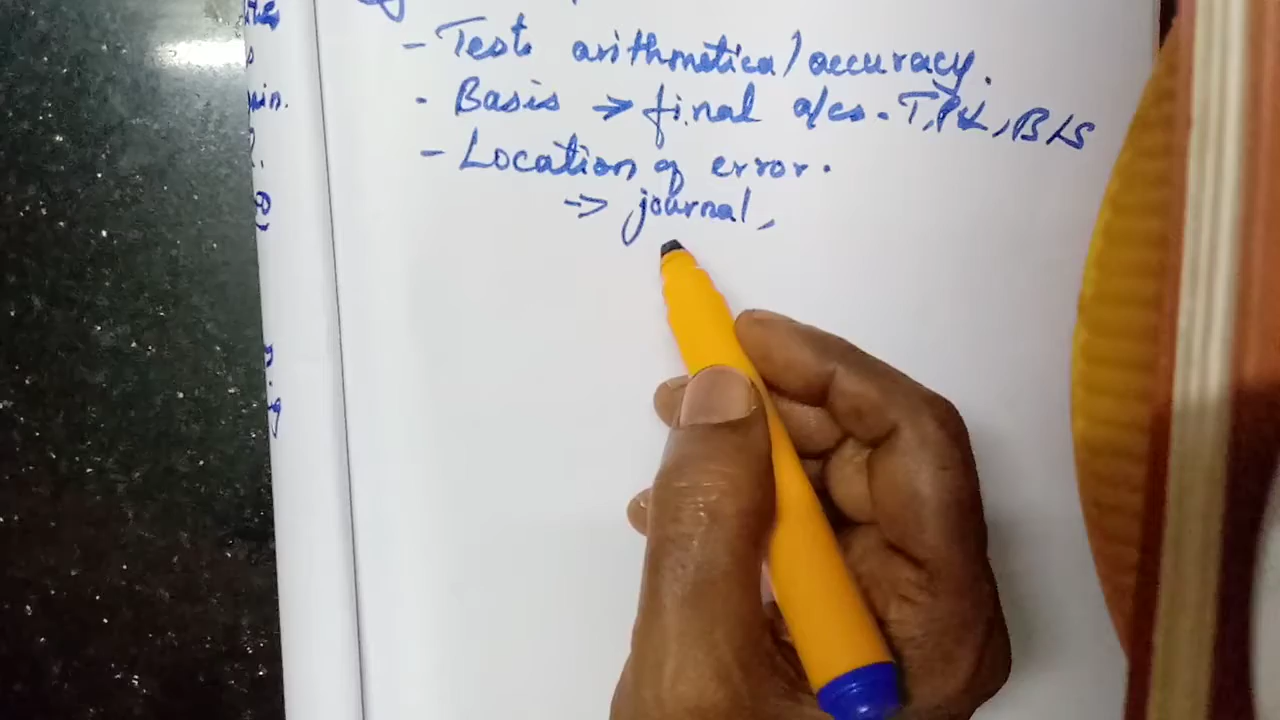 - Tests arithmetical accuracy.
- Basis → final a/cs. T, P&L, B/S
- Location of error.
→ journal,